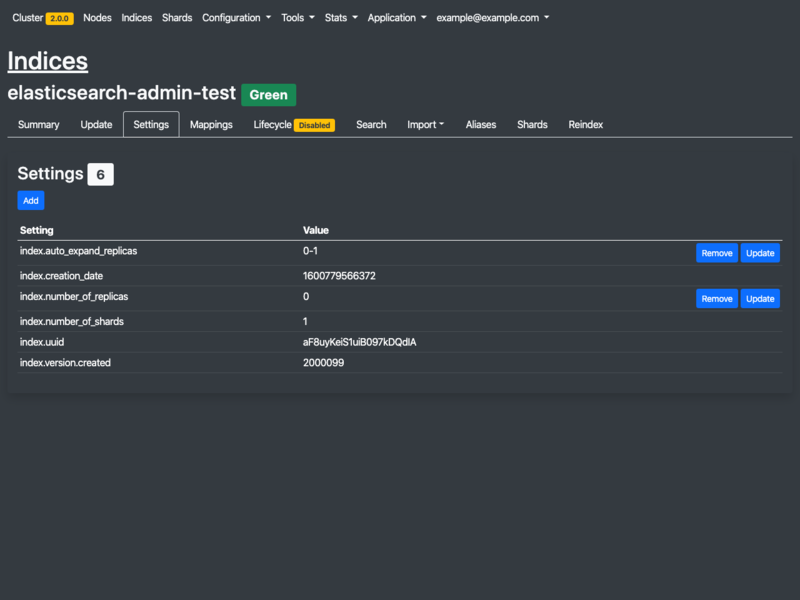 Cluster 2.0.0 Nodes Indices Shards Configuration Tools Stats Application example@example.com
Indices
elasticsearch-admin-test Green
Summary Update Settings Mappings Lifecycle Disabled Search Import Aliases Shards Reindex
Settings 6
Add
Setting Value
index.auto_expand_replicas 0-1 Remove Update
index.creation_date 1600779566372
index.number_of_replicas 0 Remove Update
index.number_of_shards 1
index.uuid aF8uyKeiS1uiB097kDQdlA
index.version.created 2000099